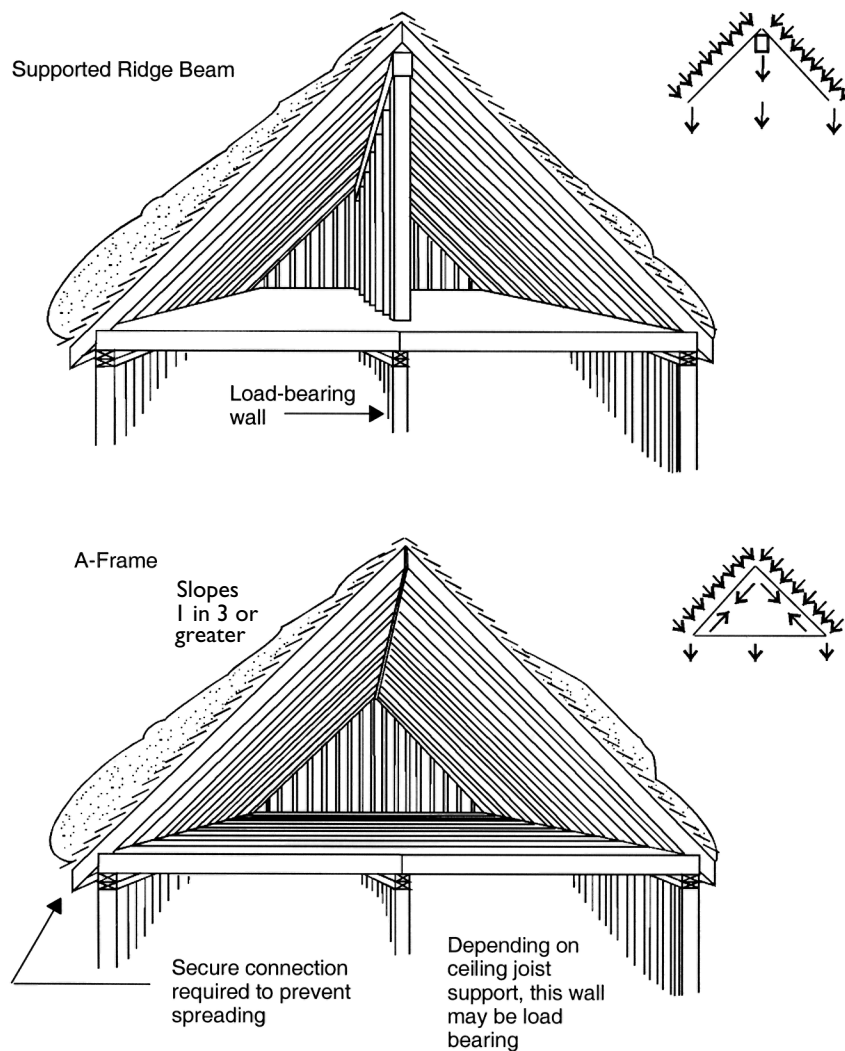 Supported Ridge Beam
Load-bearing
wall
A-Frame
Slopes
1 in 3 or
greater
Secure connection
required to prevent
spreading
Depending on
ceiling joist
support, this wall
may be load
bearing